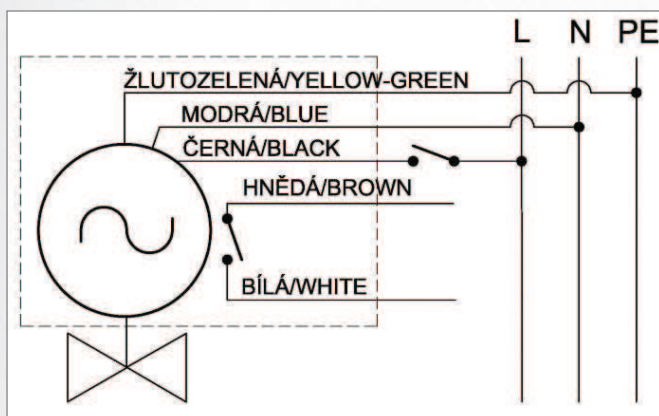 L N PE
ŽLUTOZELENÁ/YELLOW-GREEN
MODRÁ/BLUE
ČERNÁ/BLACK
HNĚDÁ/BROWN
BÍLÁ/WHITE